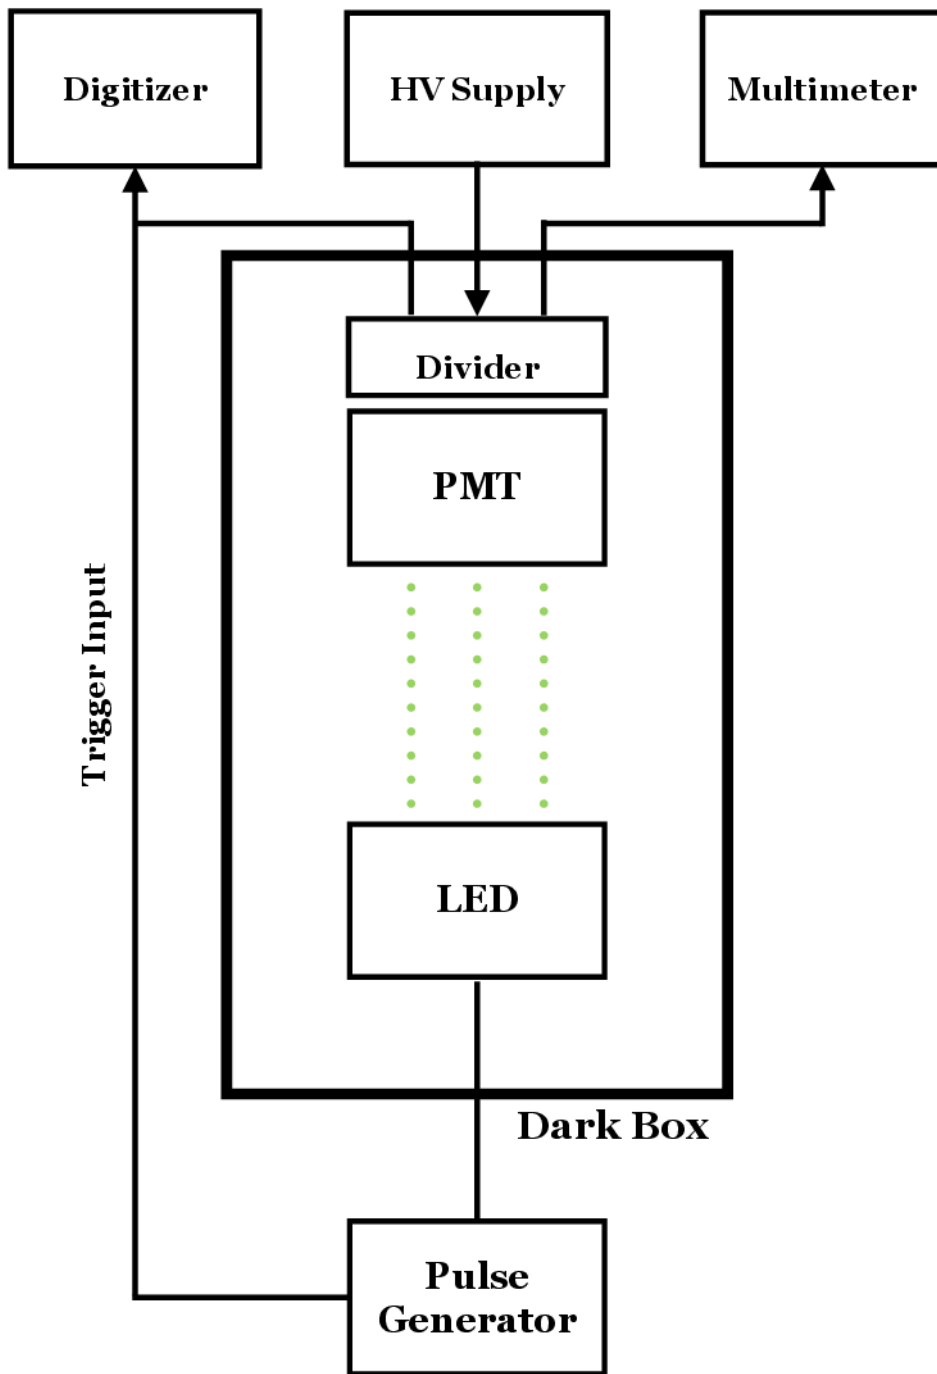 Digitizer
HV Supply
Multimeter
Divider
PMT
Trigger Input
LED
Dark Box
Pulse
Generator